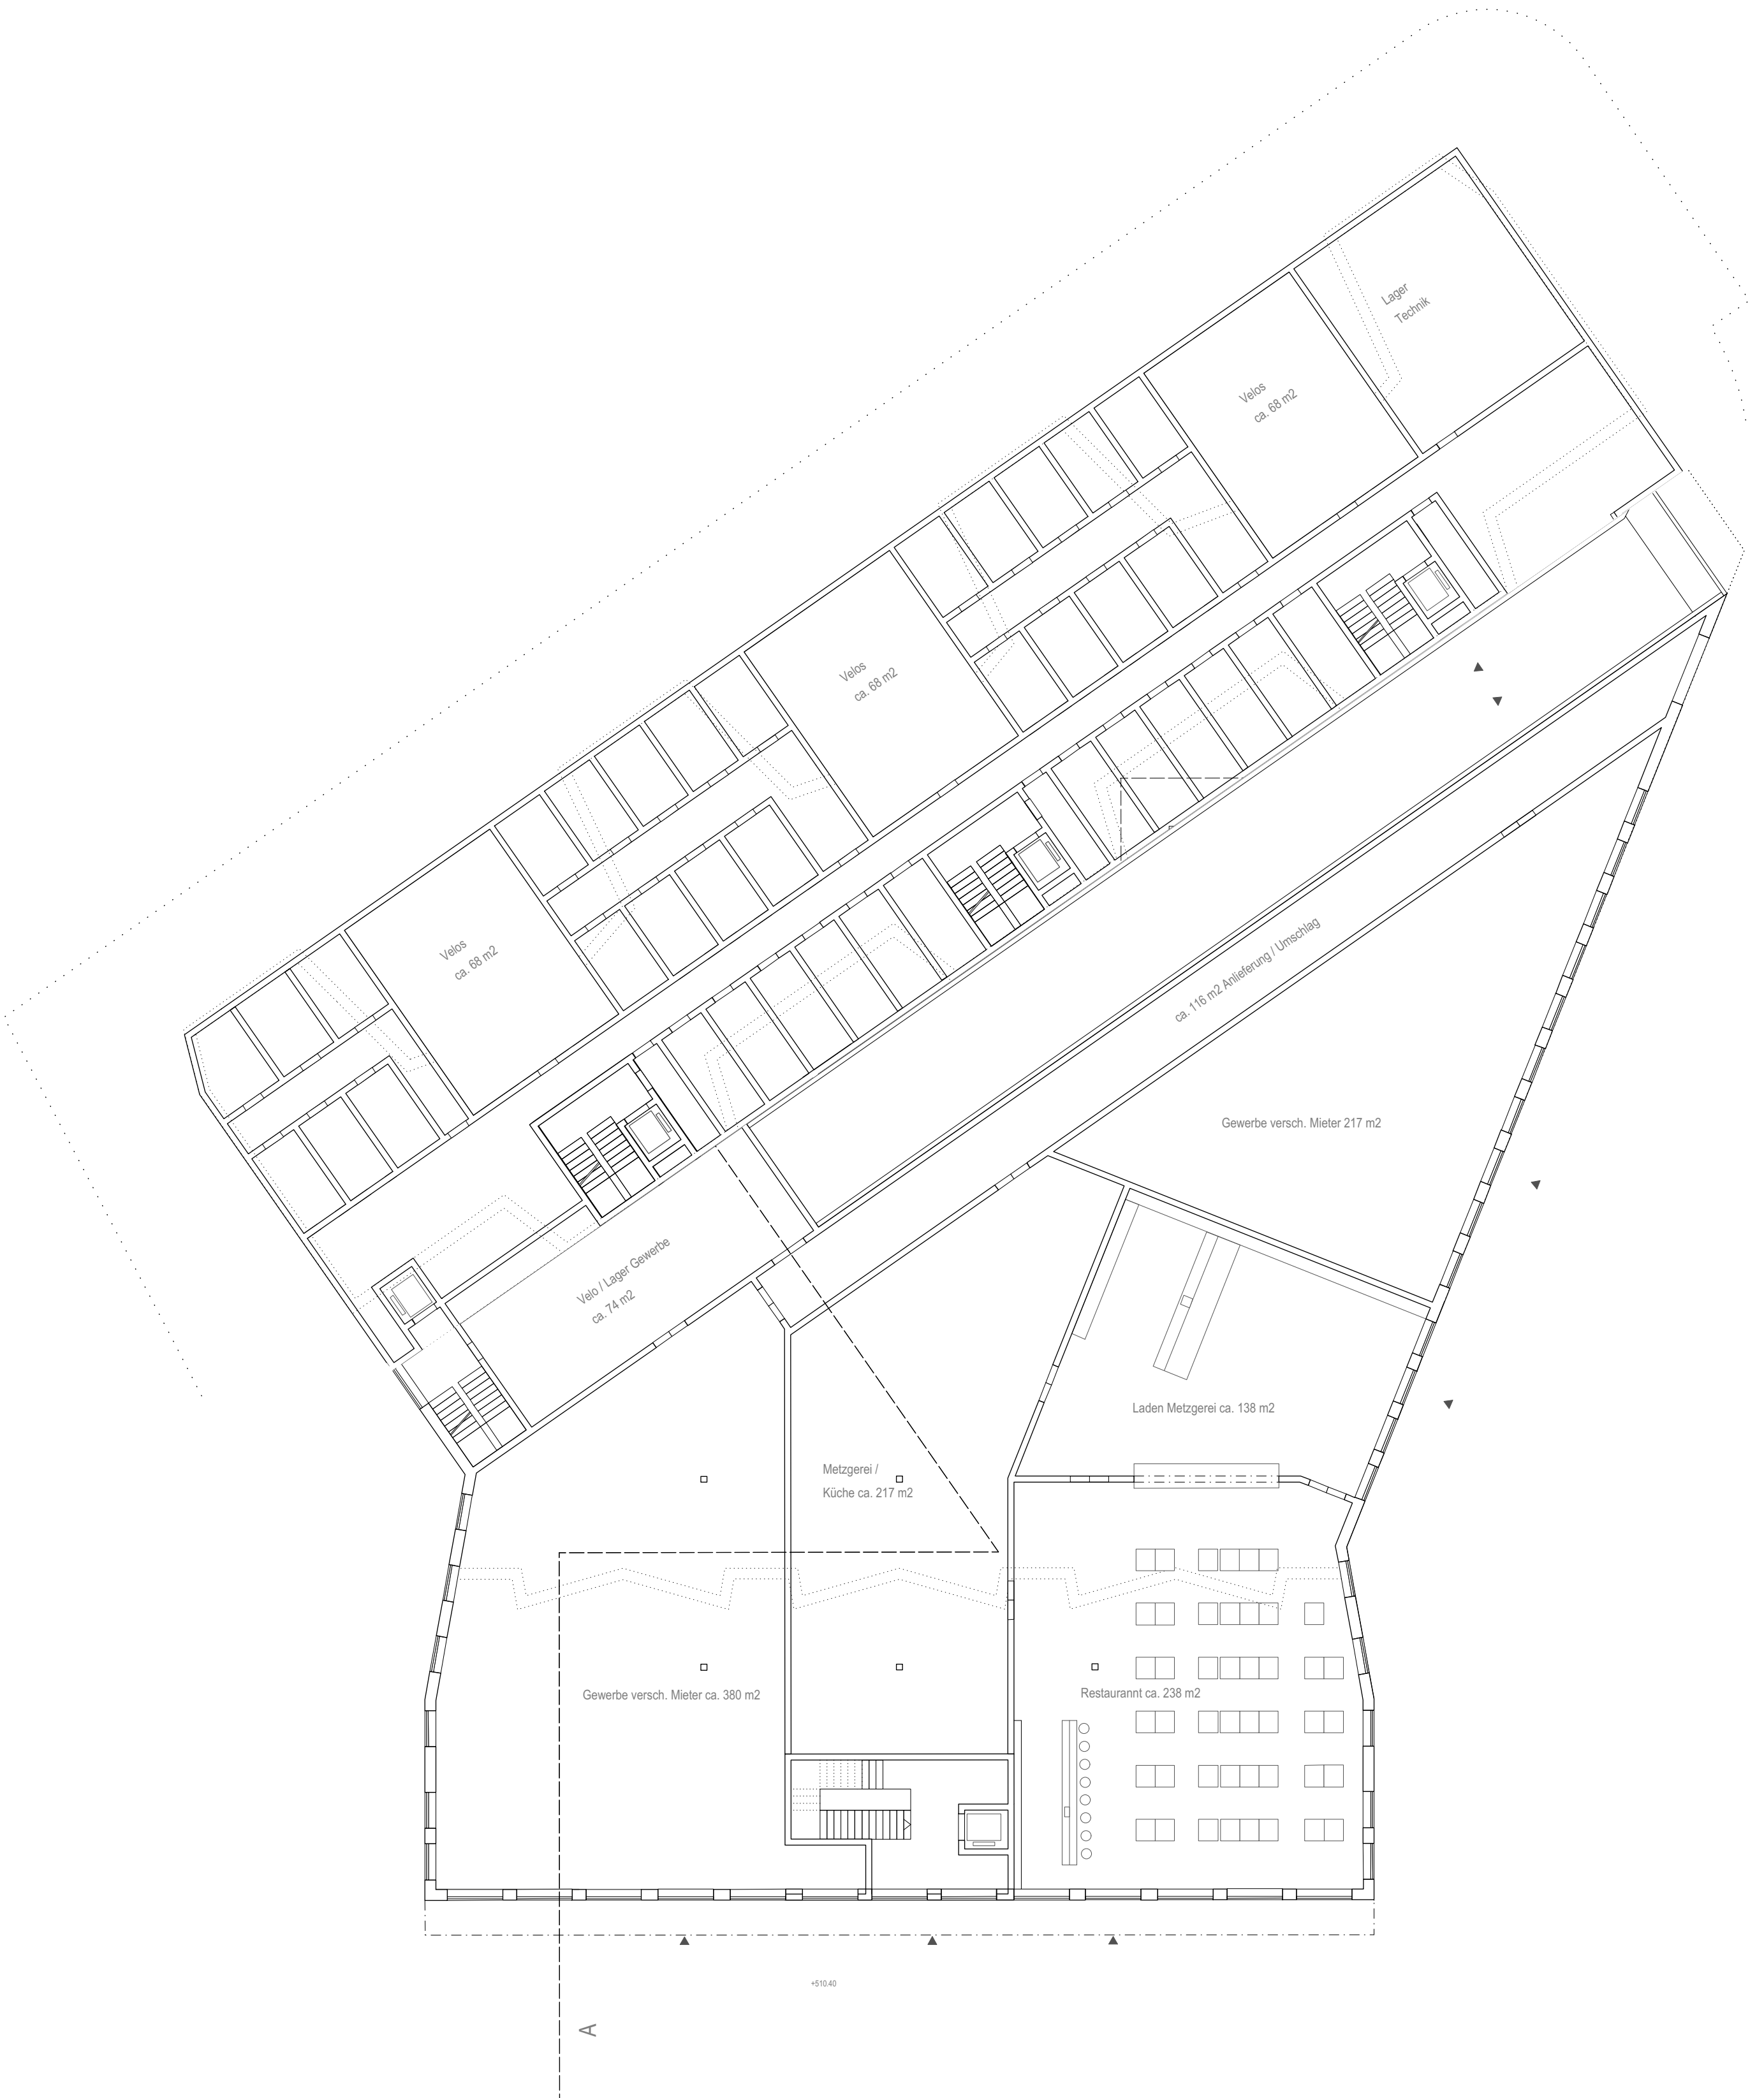 Lager
Technik
Velos
ca. 68 m2
Velos
ca. 68 m2
Velos
ca. 68 m2
ca. 116 m2 Anlieferung / Umschlag
Gewerbe versch. Mieter 217 m2
Velo / Lager Gewerbe
ca. 74 m2
Laden Metzgerei ca. 138 m2
Metzgerei /
Küche ca. 217 m2
Gewerbe versch. Mieter ca. 380 m2
Restaurannt ca. 238 m2
+510.40
A